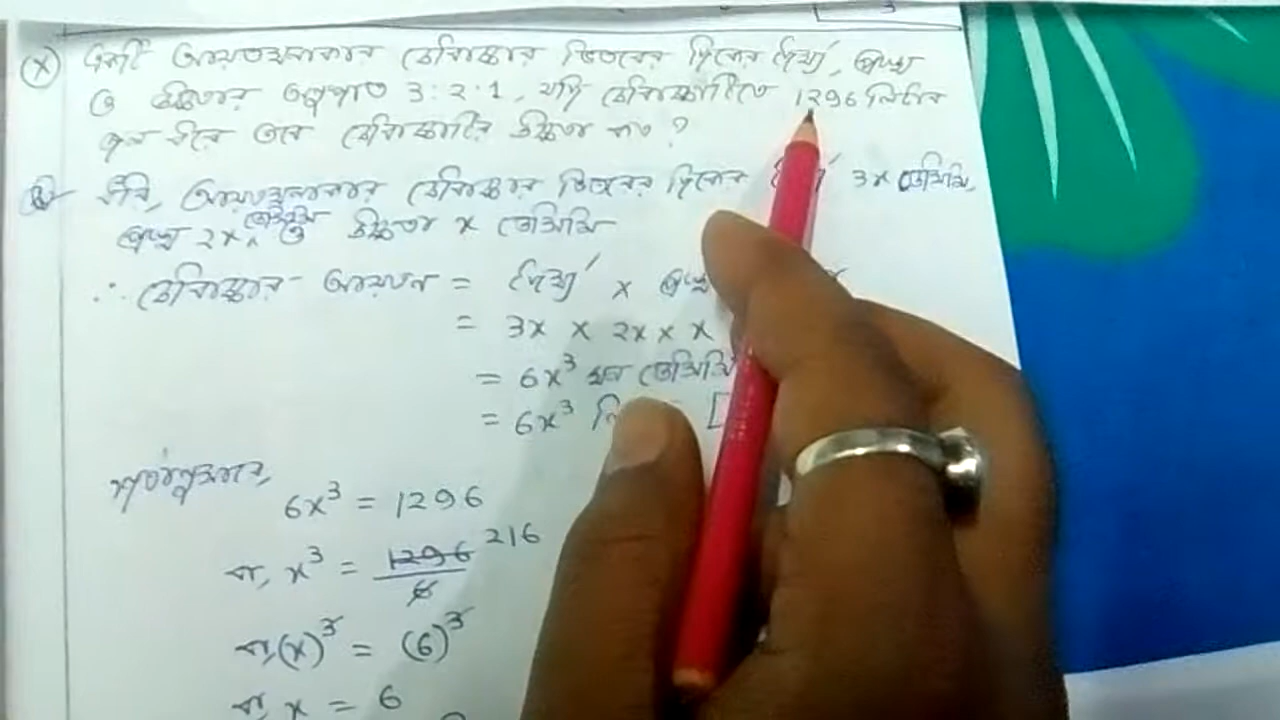 3
(x) একটি আয়তঘনাকার চৌবাচ্চার ভিতরের দিকের দৈর্ঘ্য, প্রস্থ
ও উচ্চতার অনুপাত 3:2:1, যদি চৌবাচ্চাটিতে 1296 লিটার
জল ধরে তবে চৌবাচ্চাটির উচ্চতা কত?
ধরি, আয়তঘনাকার চৌবাচ্চার ভিতরের দিকের 3x ডেসিমি,
প্রস্থ 2x ডেসিমি ও উচ্চতা x ডেসিমি
∴ চৌবাচ্চার আয়তন = দৈর্ঘ্য × প্রস্থ
= 3x × 2x × x
= 6x³ ঘন ডেসিমি
= 6x³ [
শর্তানুসারে,
6x³ = 1296
বা, x³ = 1296/6 216
বা, (x)³ = (6)³
বা, x = 6